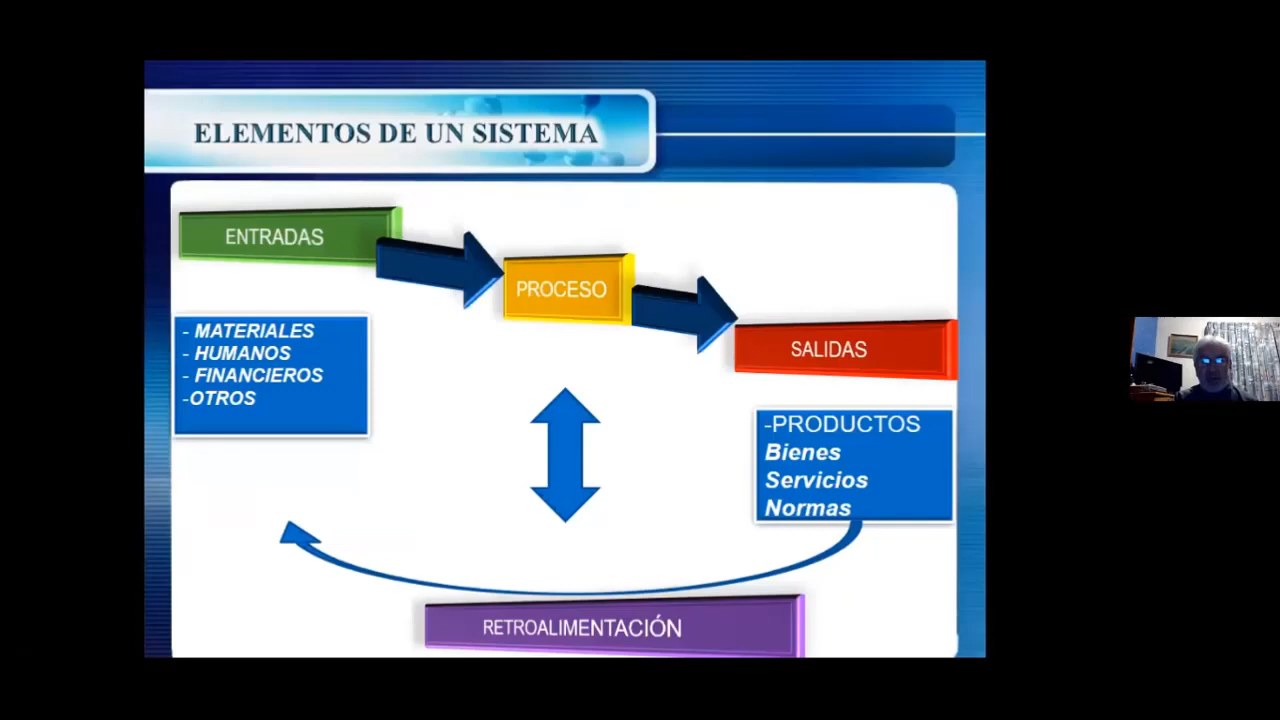 ELEMENTOS DE UN SISTEMA
ENTRADAS
PROCESO
SALIDAS
- MATERIALES
- HUMANOS
- FINANCIEROS
-OTROS
-PRODUCTOS
Bienes
Servicios
Normas
RETROALIMENTACIÓN